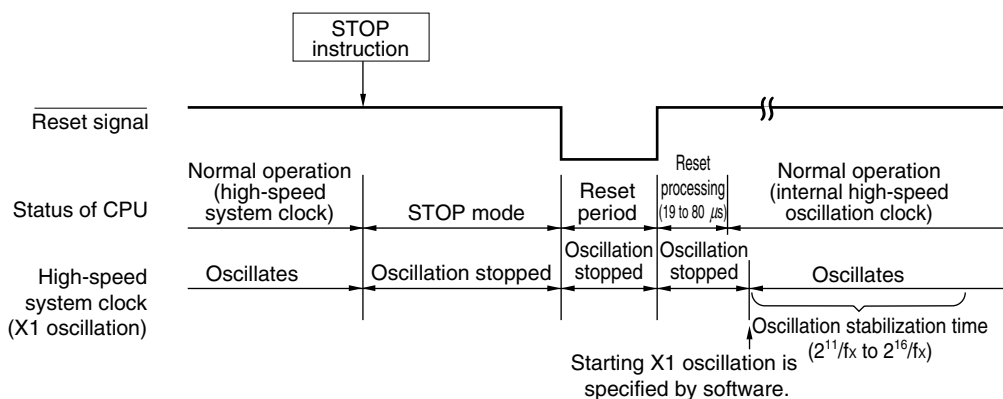 STOP
instruction
Reset signal
Status of CPU
Normal operation
(high-speed
system clock)
STOP mode
Reset
period
Reset
processing
(19 to 80 μs)
Normal operation
(internal high-speed
oscillation clock)
High-speed
system clock
(X1 oscillation)
Oscillates
Oscillation stopped
Oscillation
stopped
Oscillation
stopped
Oscillates
Oscillation stabilization time
(2¹¹/fx to 2¹⁶/fx)
Starting X1 oscillation is
specified by software.